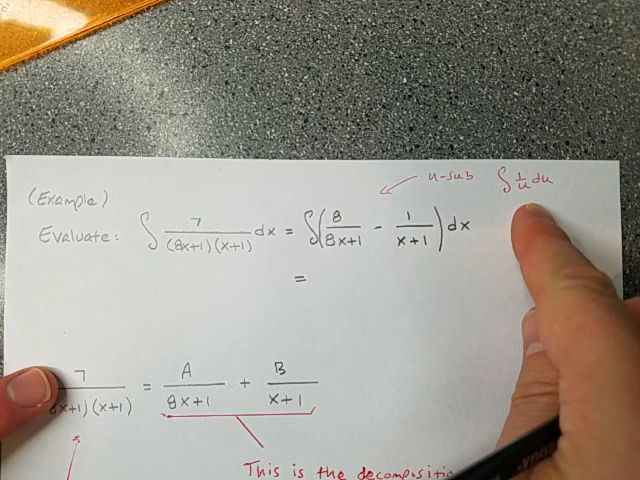 u-sub ∫ 1/u du
(Example)
Evaluate: ∫ 7/((8x+1)(x+1)) dx = ∫(8/(8x+1) - 1/(x+1)) dx
=
7/(8x+1)(x+1) = A/(8x+1) + B/(x+1)
This is the